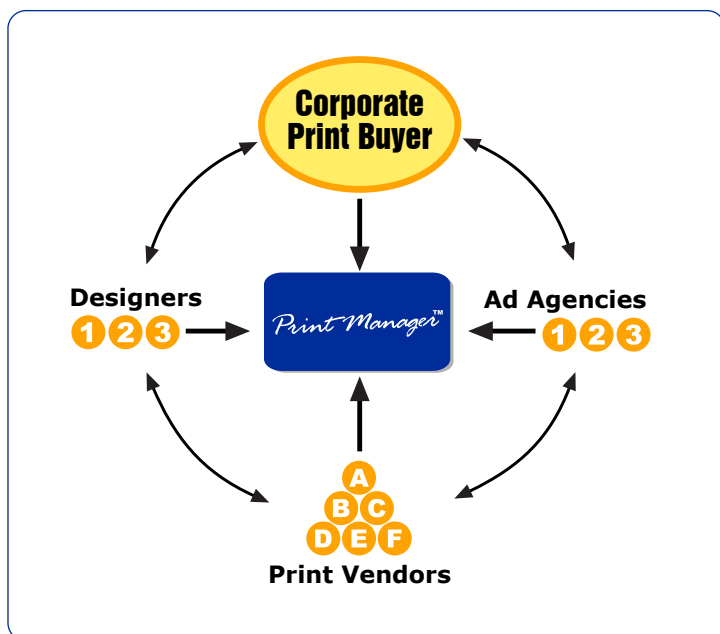 Corporate
Print Buyer
Designers
1 2 3
Print Manager™
Ad Agencies
1 2 3
A
B C
D E F
Print Vendors